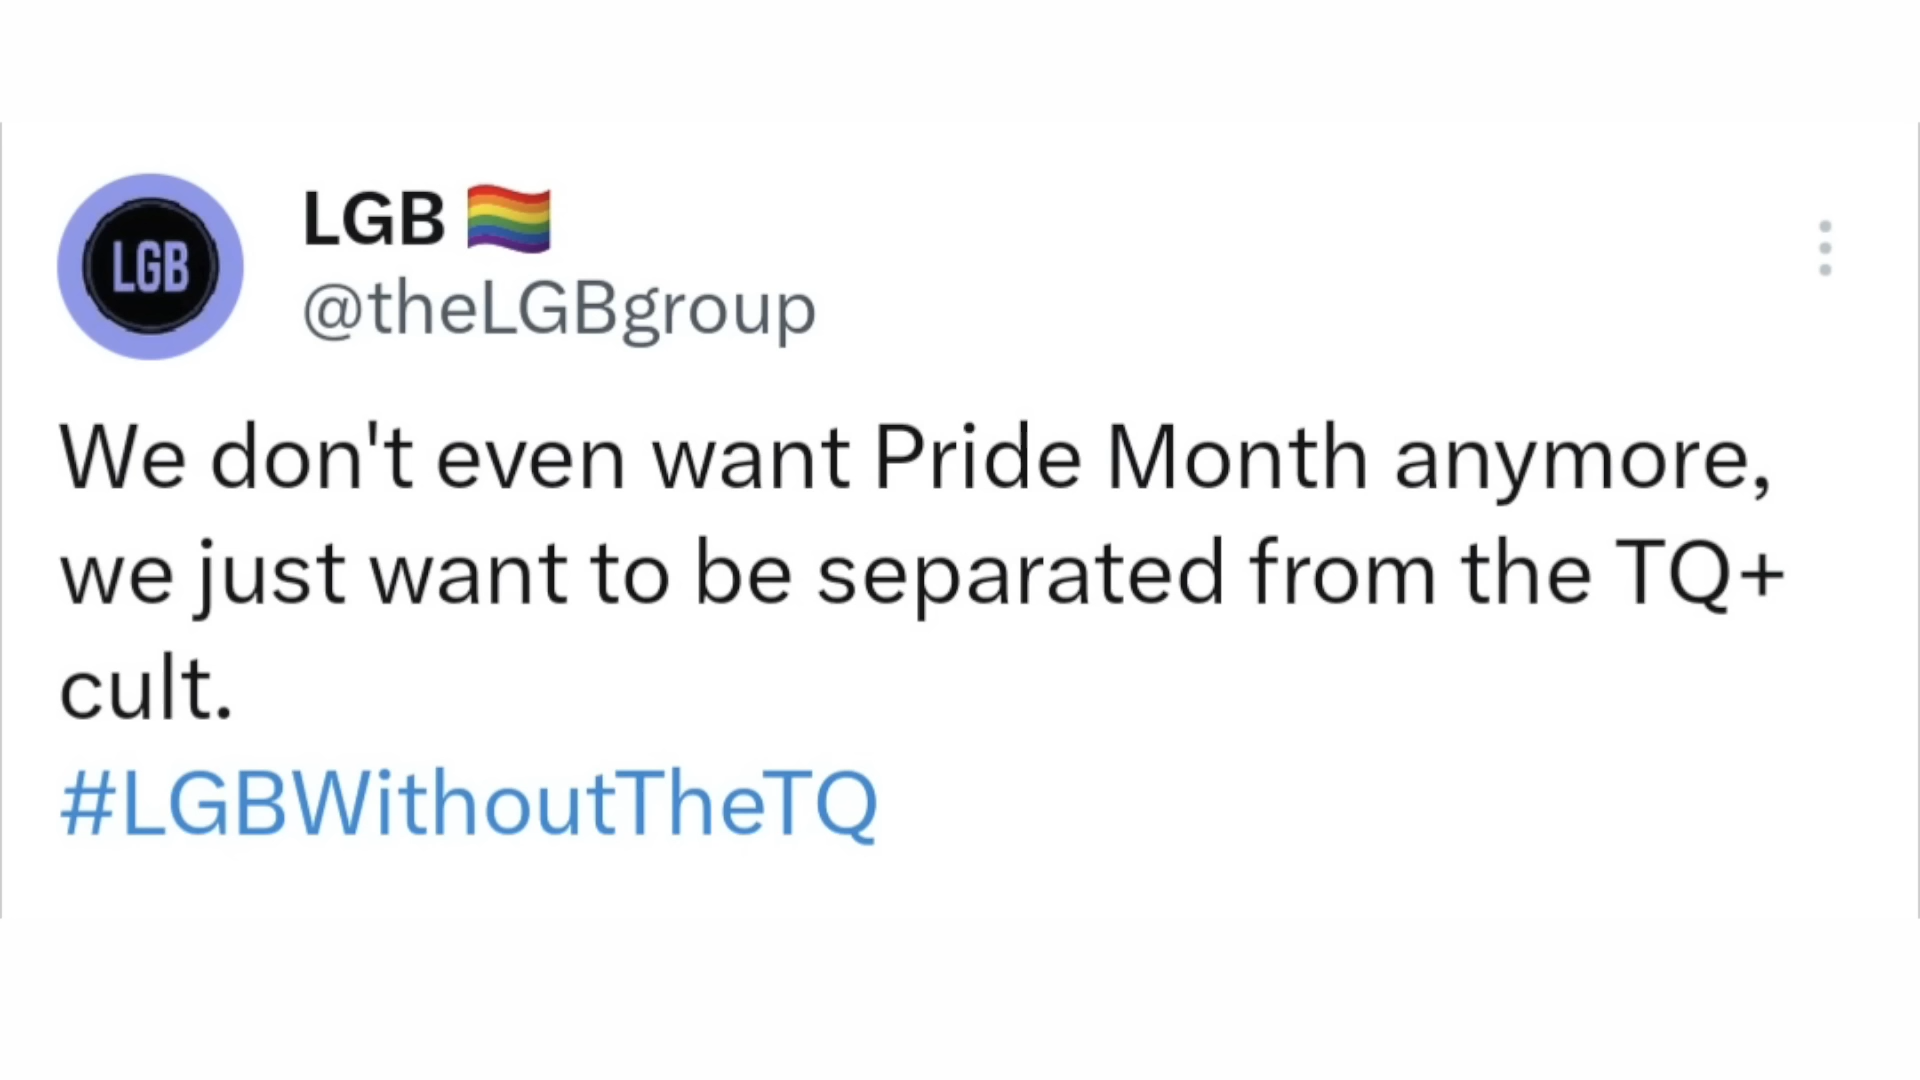 LGB
LGB 🏳️‍🌈
@theLGBgroup
We don't even want Pride Month anymore,
we just want to be separated from the TQ+
cult.
#LGBWithoutTheTQ